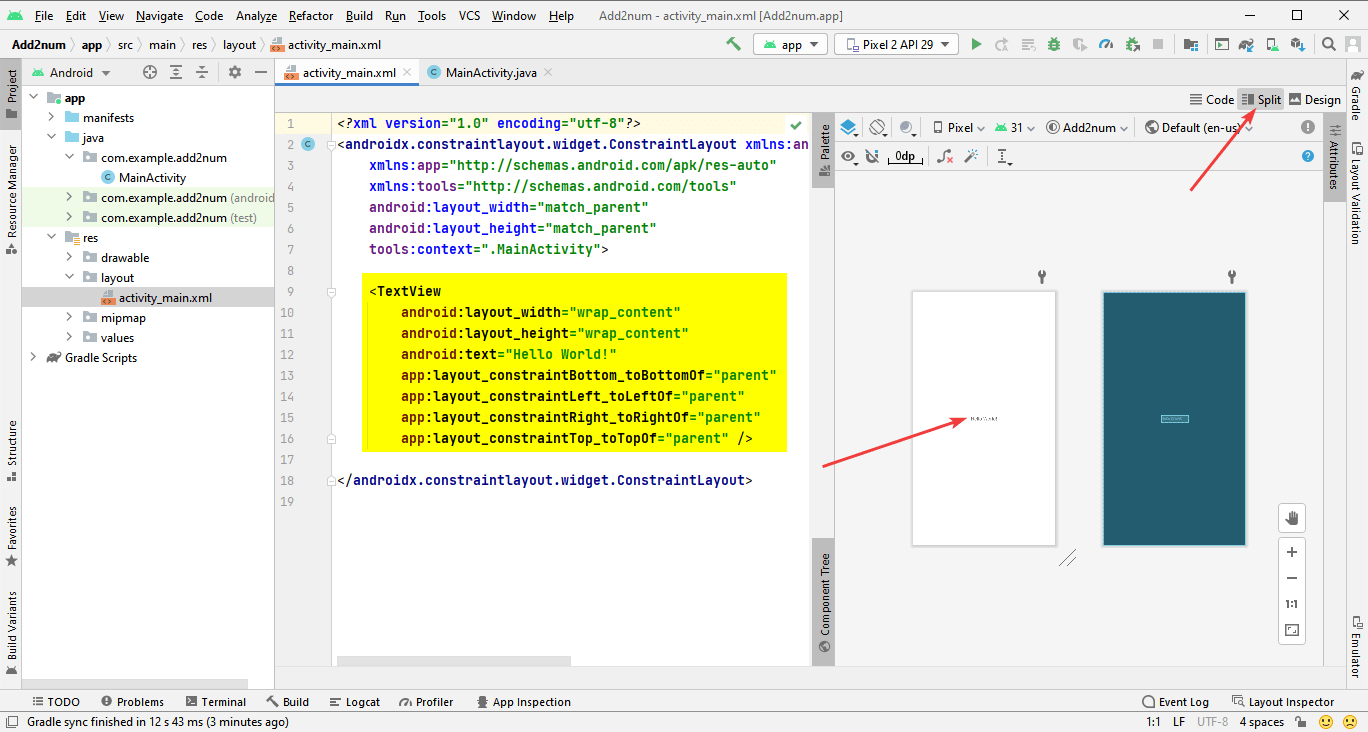 File Edit View Navigate Code Analyze Refactor Build Run Tools VCS Window Help Add2num - activity_main.xml [Add2num.app]
Add2num app src main res layout activity_main.xml app Pixel 2 API 29
Project
Resource Manager
Structure
Favorites
Build Variants
Android
app
manifests
java
com.example.add2num
MainActivity
com.example.add2num (android
com.example.add2num (test)
res
drawable
layout
activity_main.xml
mipmap
values
Gradle Scripts
activity_main.xml MainActivity.java
Code Split Design
1 <?xml version="1.0" encoding="utf-8"?>
2 <androidx.constraintlayout.widget.ConstraintLayout xmlns:an
3 xmlns:app="http://schemas.android.com/apk/res-auto"
4 xmlns:tools="http://schemas.android.com/tools"
5 android:layout_width="match_parent"
6 android:layout_height="match_parent"
7 tools:context=".MainActivity">
8
9 <TextView
10 android:layout_width="wrap_content"
11 android:layout_height="wrap_content"
12 android:text="Hello World!"
13 app:layout_constraintBottom_toBottomOf="parent"
14 app:layout_constraintLeft_toLeftOf="parent"
15 app:layout_constraintRight_toRightOf="parent"
16 app:layout_constraintTop_toTopOf="parent" />
17
18 </androidx.constraintlayout.widget.ConstraintLayout>
19
Palette
Component Tree
Pixel 31 Add2num Default (en-us)
0dp
Hello World!
1:1
Attributes
Gradle
Layout Validation
Emulator
TODO Problems Terminal Build Logcat Profiler App Inspection Event Log Layout Inspector
Gradle sync finished in 12 s 43 ms (3 minutes ago) 1:1 LF UTF-8 4 spaces